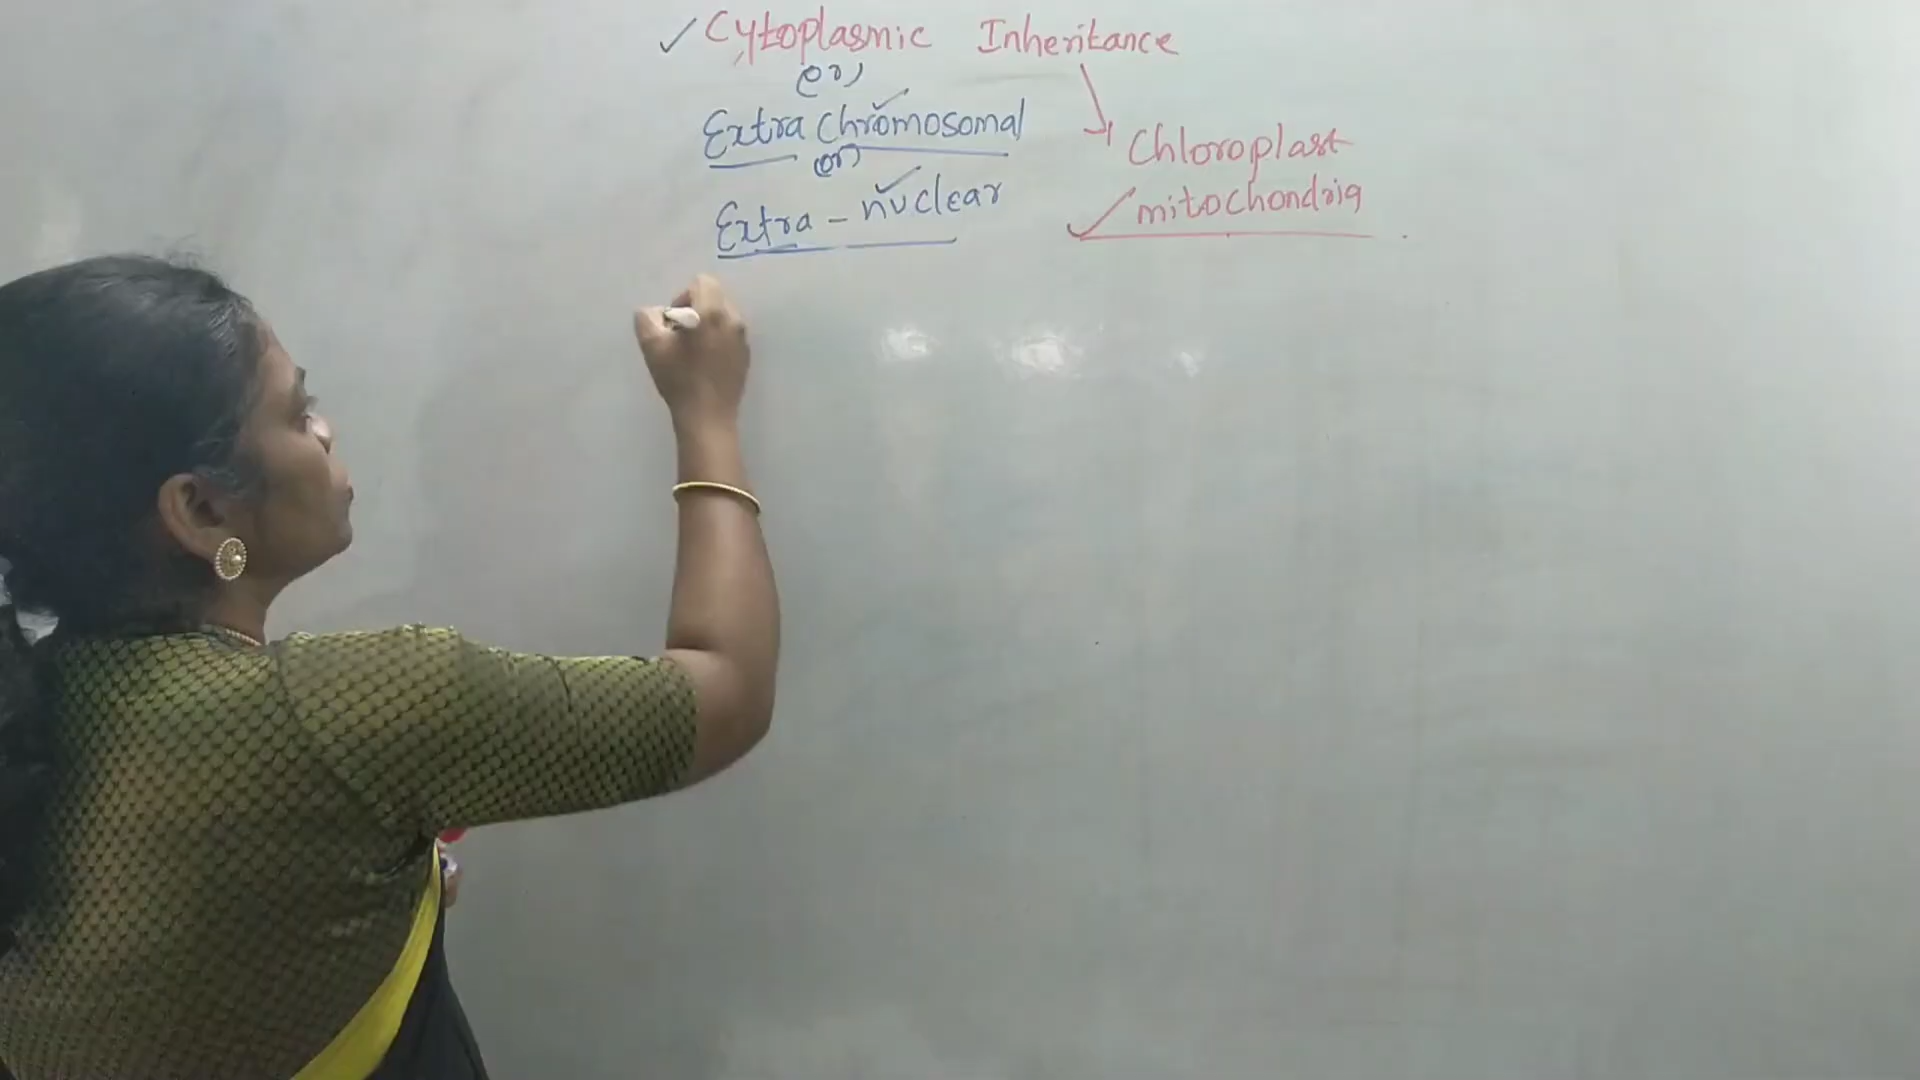 ✓ Cytoplasmic Inheritance
(or)
Extra Chromosomal
(or)
Extra - nuclear
Chloroplast
mitochondria